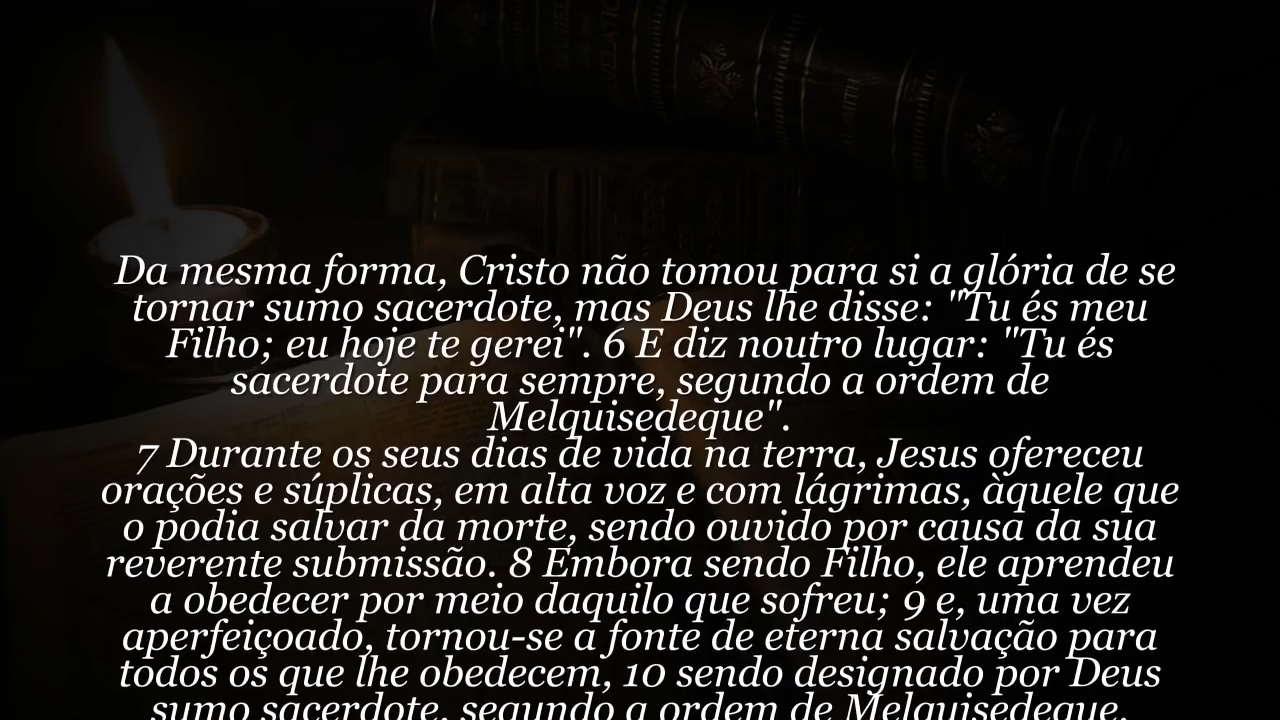 Da mesma forma, Cristo não tomou para si a glória de se
tornar sumo sacerdote, mas Deus lhe disse: "Tu és meu
Filho; eu hoje te gerei". 6 E diz noutro lugar: "Tu és
sacerdote para sempre, segundo a ordem de
Melquisedeque".
7 Durante os seus dias de vida na terra, Jesus ofereceu
orações e súplicas, em alta voz e com lágrimas, àquele que
o podia salvar da morte, sendo ouvido por causa da sua
reverente submissão. 8 Embora sendo Filho, ele aprendeu
a obedecer por meio daquilo que sofreu; 9 e, uma vez
aperfeiçoado, tornou-se a fonte de eterna salvação para
todos os que lhe obedecem, 10 sendo designado por Deus
sumo sacerdote, segundo a ordem de Melquisedeque.